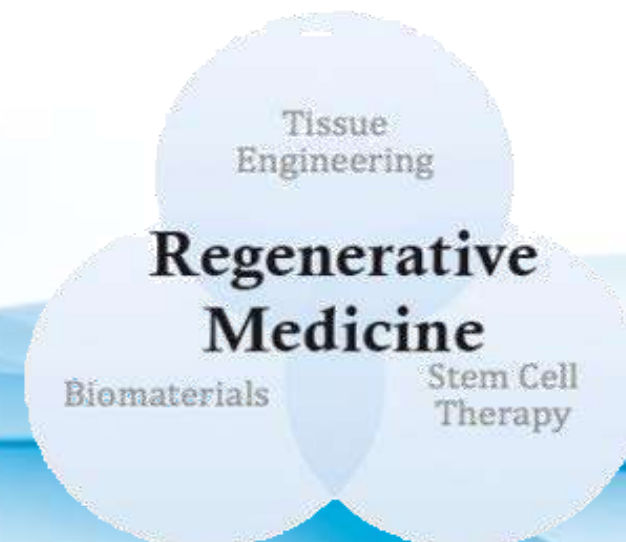 Tissue
Engineering
Regenerative
Medicine
Biomaterials
Stem Cell
Therapy